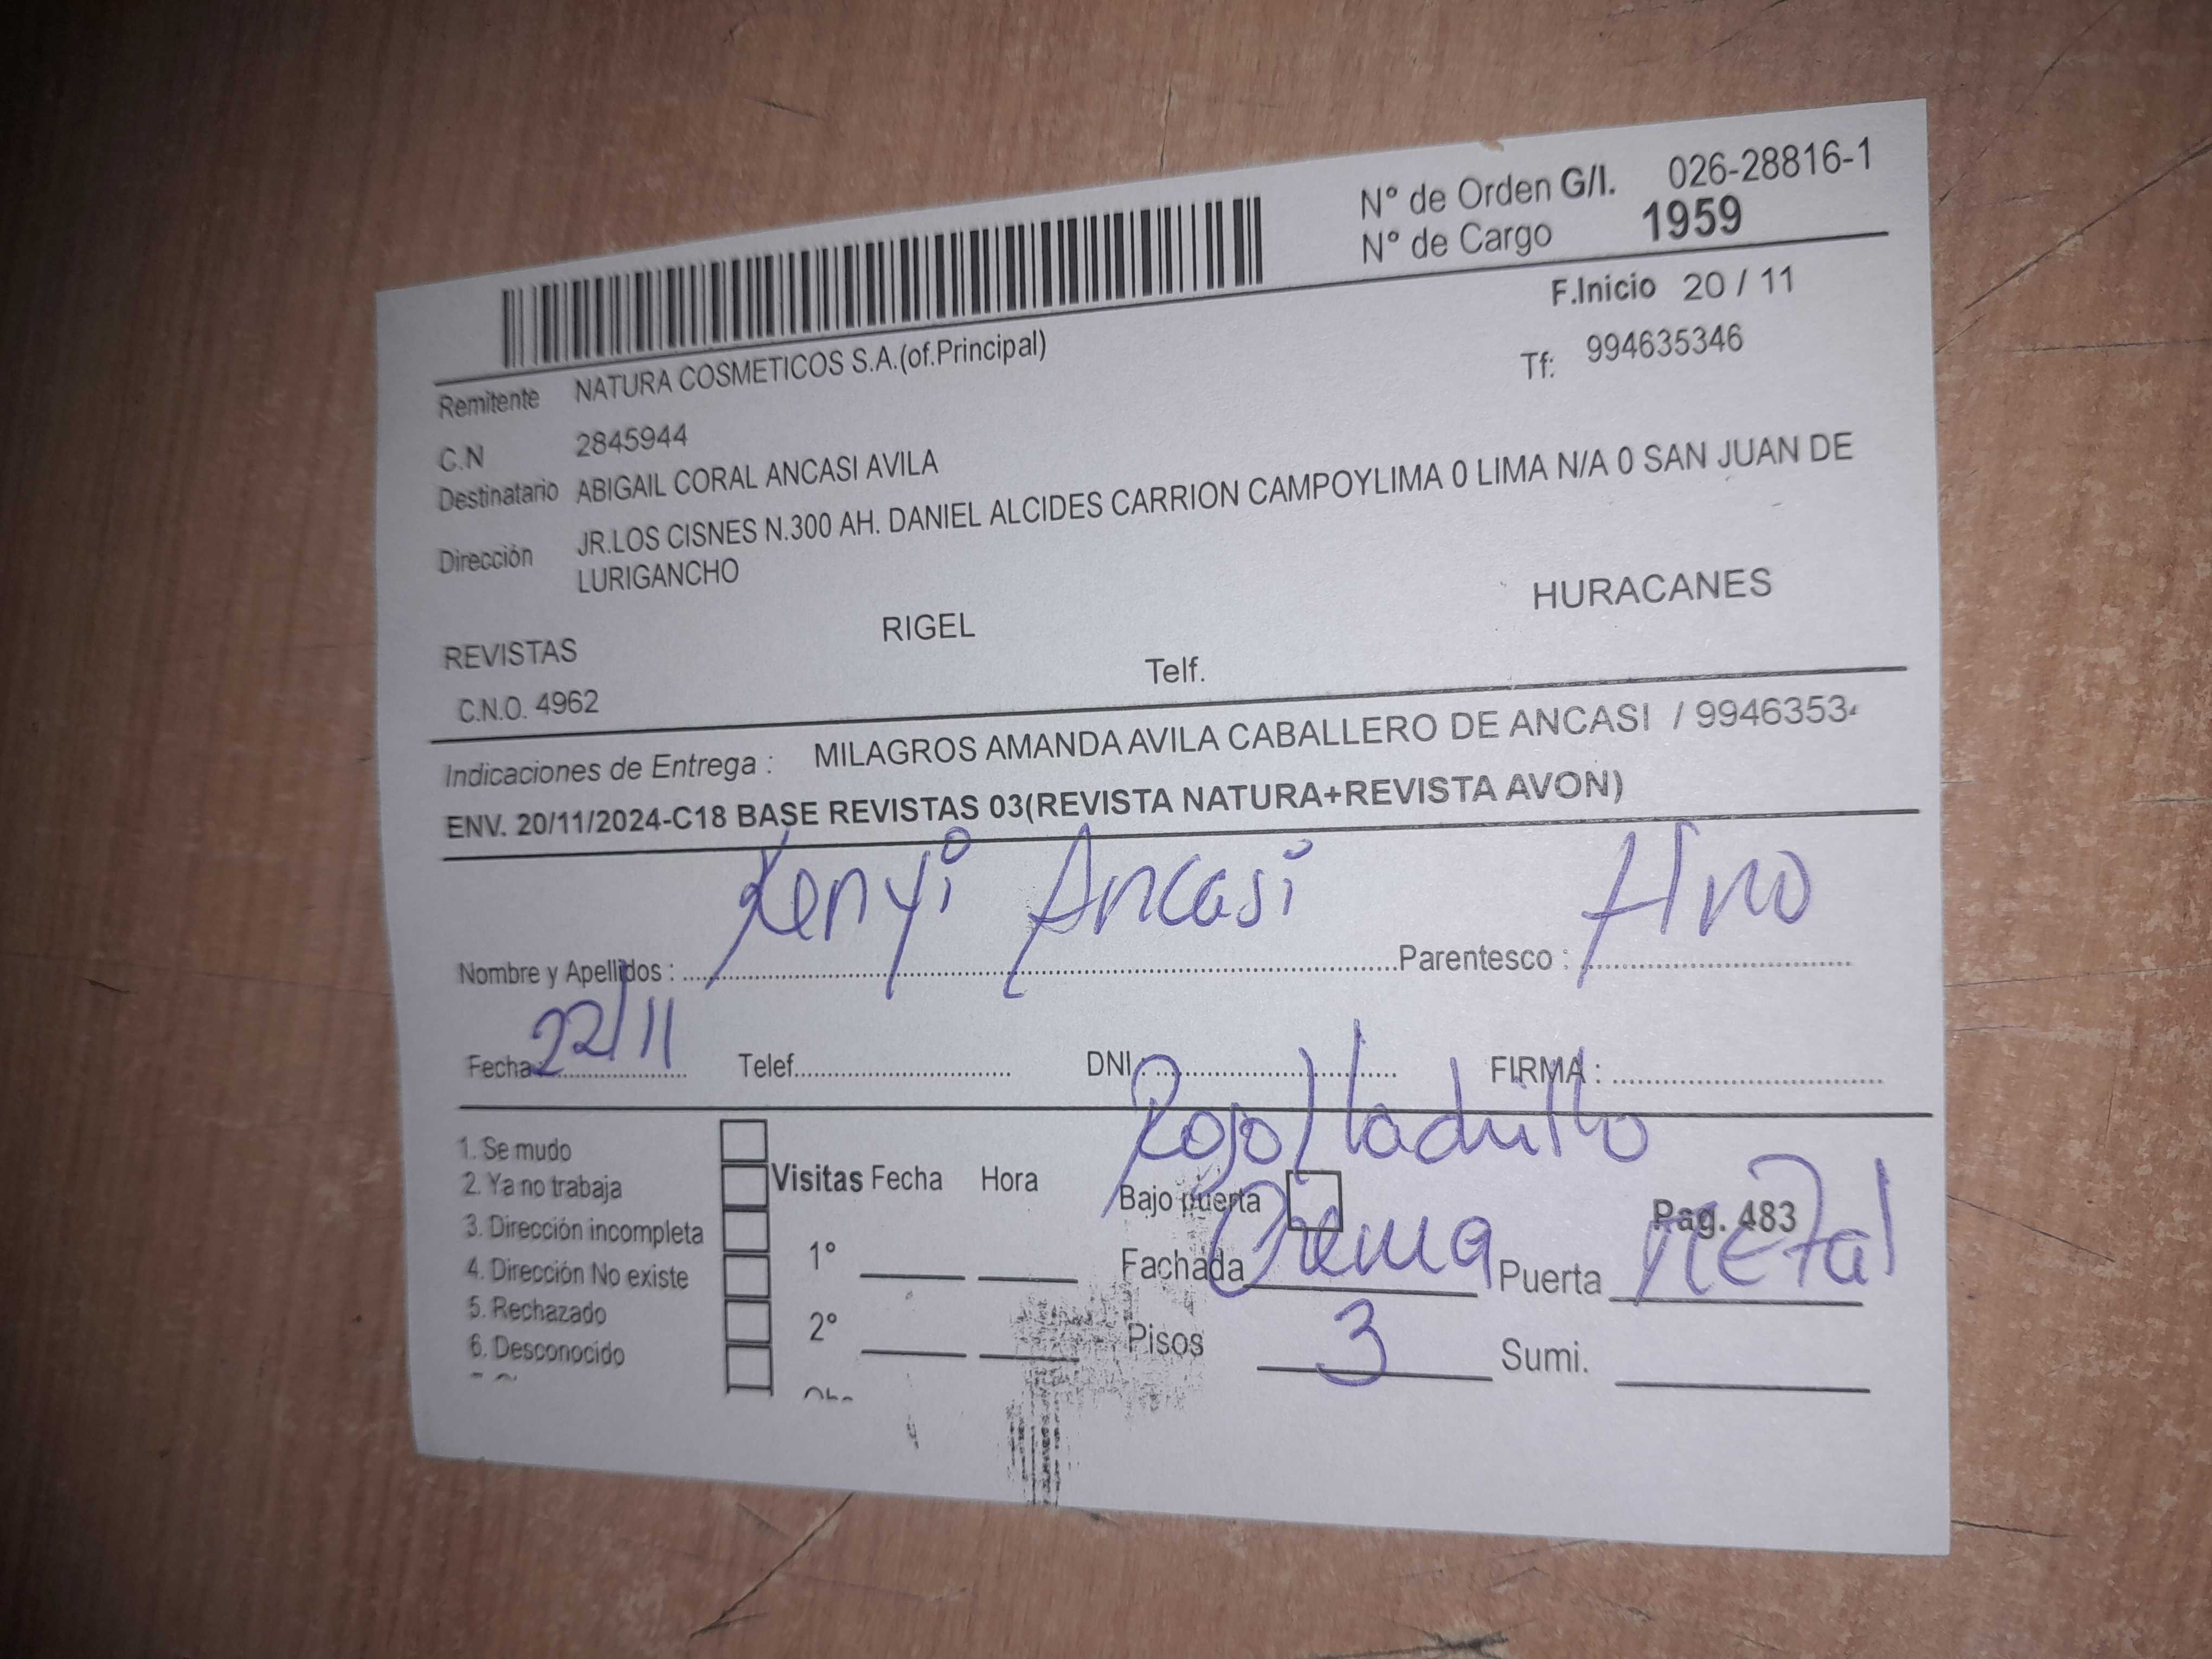 N° de Orden G/I. 026-28816-1
N° de Cargo 1959
F.Inicio 20 / 11
Remitente NATURA COSMETICOS S.A.(of.Principal)
Tf: 994635346
C.N 2845944
Destinatario ABIGAIL CORAL ANCASI AVILA
Dirección JR.LOS CISNES N.300 AH. DANIEL ALCIDES CARRION CAMPOYLIMA 0 LIMA N/A 0 SAN JUAN DE
LURIGANCHO
REVISTAS RIGEL HURACANES
C.N.O. 4962 Telf.
Indicaciones de Entrega : MILAGROS AMANDA AVILA CABALLERO DE ANCASI / 9946353
ENV. 20/11/2024-C18 BASE REVISTAS 03(REVISTA NATURA+REVISTA AVON)
Nombre y Apellidos : Kenyi Ancasi Parentesco : Hno
Fecha : 22/11 Telef. DNI : FIRMA :
Rojo/ladrillo
1. Se mudo
2. Ya no trabaja
3. Dirección incompleta
4. Dirección No existe
5. Rechazado
6. Desconocido
Visitas Fecha Hora
1°
2°
Bajo puerta Pag. 483
Fachada Crema Puerta Metal
Pisos 3 Sumi.